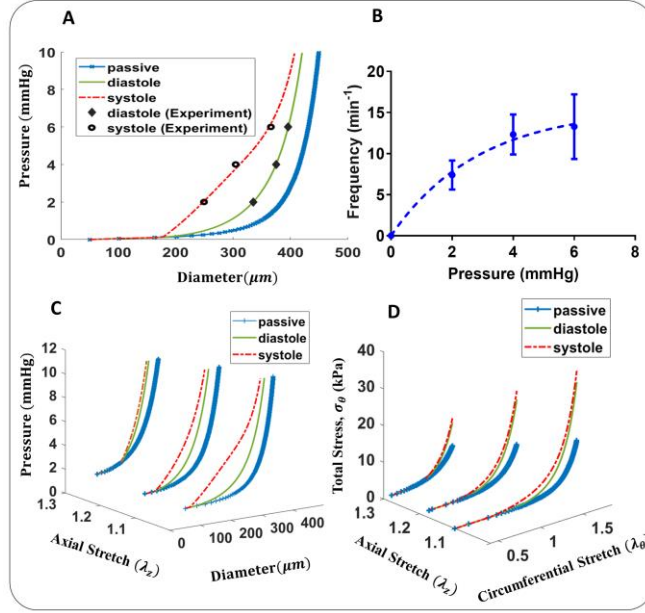 A
Pressure (mmHg)
10
8
6
4
2
0
passive
diastole
systole
diastole (Experiment)
systole (Experiment)
0 100 200 300 400 500
Diameter(μm)
B
Frequency (min⁻¹)
20
15
10
5
0
0 2 4 6 8
Pressure (mmHg)
C
passive
diastole
systole
Pressure (mmHg)
12
10
8
6
4
2
0
1.3
1.2
1.1
Axial Stretch (λz)
0 100 200 300 400
Diameter(μm)
D
passive
diastole
systole
Total Stress, σθ (kPa)
40
30
20
10
0
1.3
1.2
1.1
Axial Stretch (λz)
0.5 1 1.5
Circumferential Stretch (λθ)